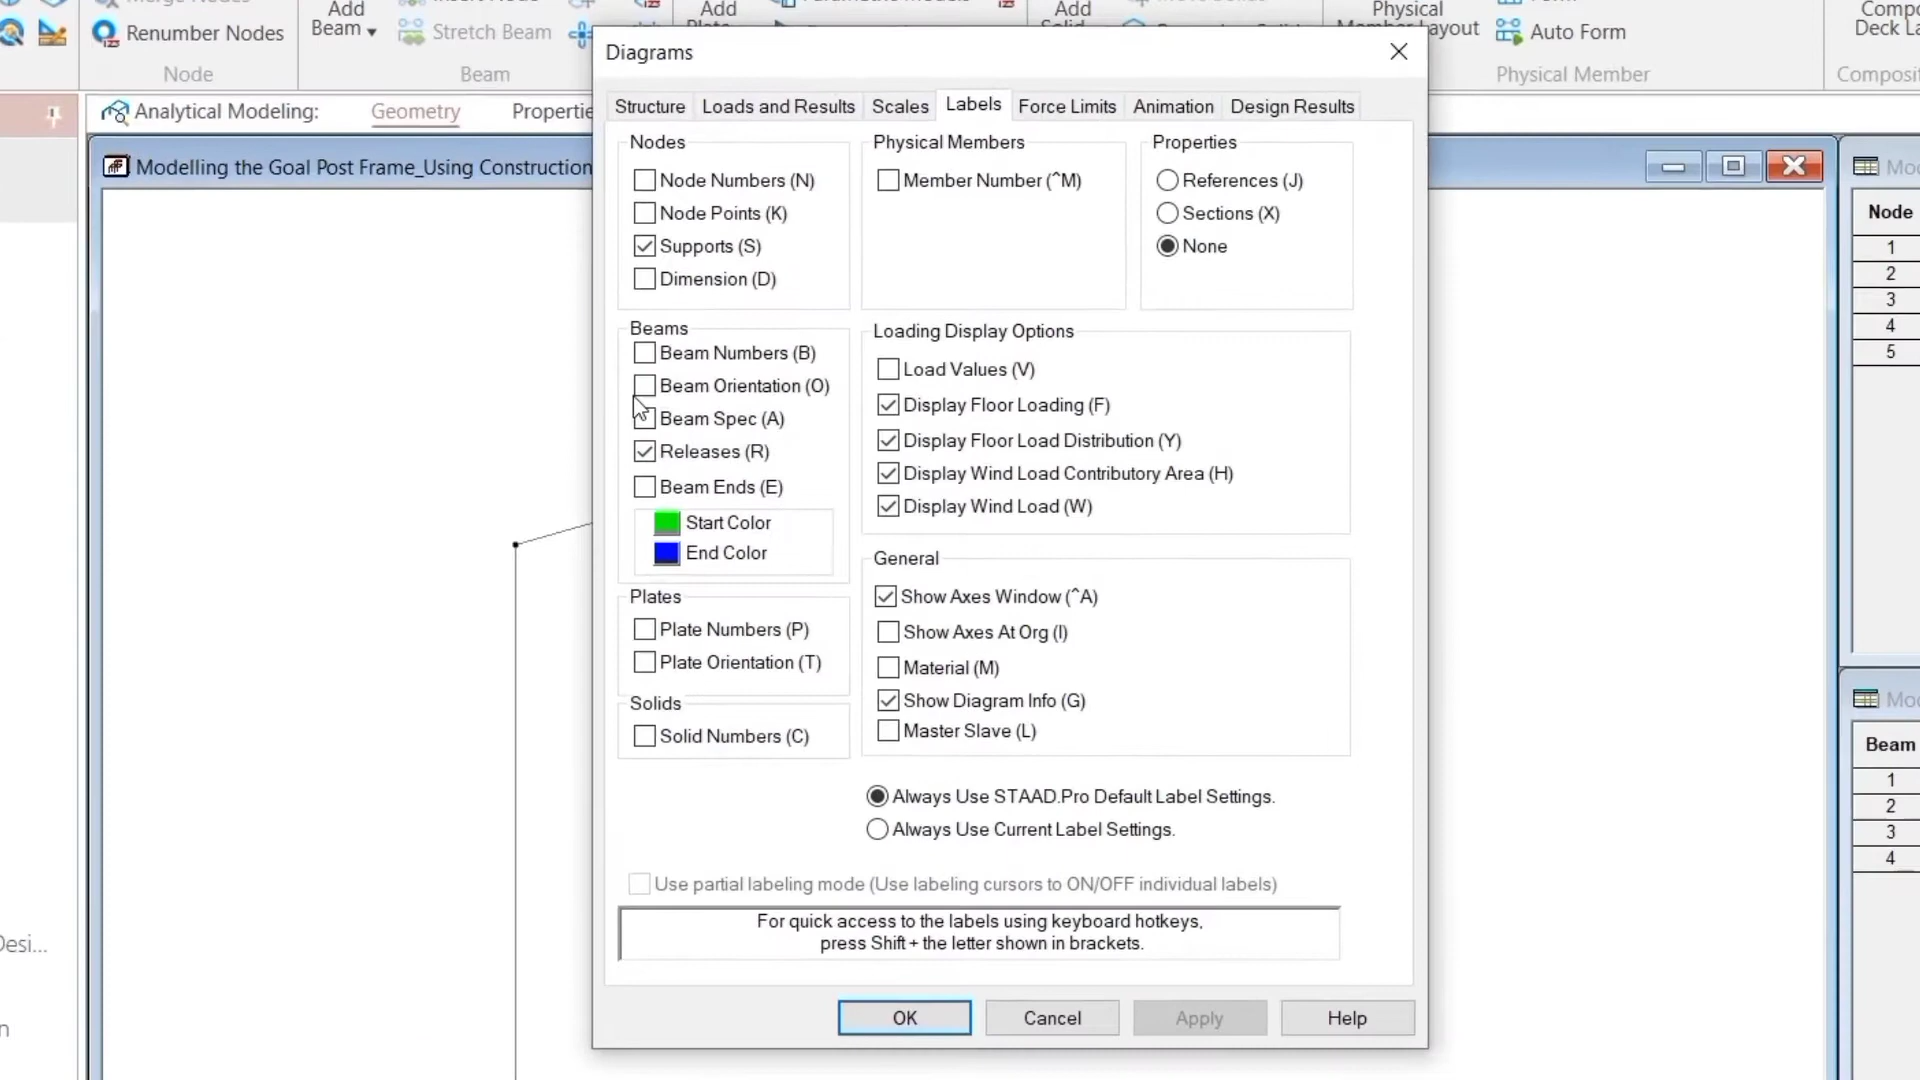 Merge Nodes
Renumber Nodes
Node
Add
Beam
Insert Node
Stretch Beam
Beam
Add
Parametric Models
Add
Physical
Auto Form
Physical Member
Analytical Modeling:
Geometry
Modelling the Goal Post Frame_Using Construction
Diagrams
Structure
Loads and Results
Scales
Labels
Force Limits
Animation
Design Results
Nodes
Node Numbers (N)
Node Points (K)
Supports (S)
Dimension (D)
Physical Members
Member Number (^M)
Properties
References (J)
Sections (X)
None
Beams
Beam Numbers (B)
Beam Orientation (O)
Beam Spec (A)
Releases (R)
Beam Ends (E)
Start Color
End Color
Loading Display Options
Load Values (V)
Display Floor Loading (F)
Display Floor Load Distribution (Y)
Display Wind Load Contributory Area (H)
Display Wind Load (W)
Plates
Plate Numbers (P)
Plate Orientation (T)
Solids
Solid Numbers (C)
General
Show Axes Window (^A)
Show Axes At Org (I)
Material (M)
Show Diagram Info (G)
Master Slave (L)
Always Use STAAD.Pro Default Label Settings.
Always Use Current Label Settings.
Use partial labeling mode (Use labeling cursors to ON/OFF individual labels)
For quick access to the labels using keyboard hotkeys,
press Shift + the letter shown in brackets.
OK
Cancel
Apply
Help
Node
1
2
3
4
5
Beam
1
2
3
4